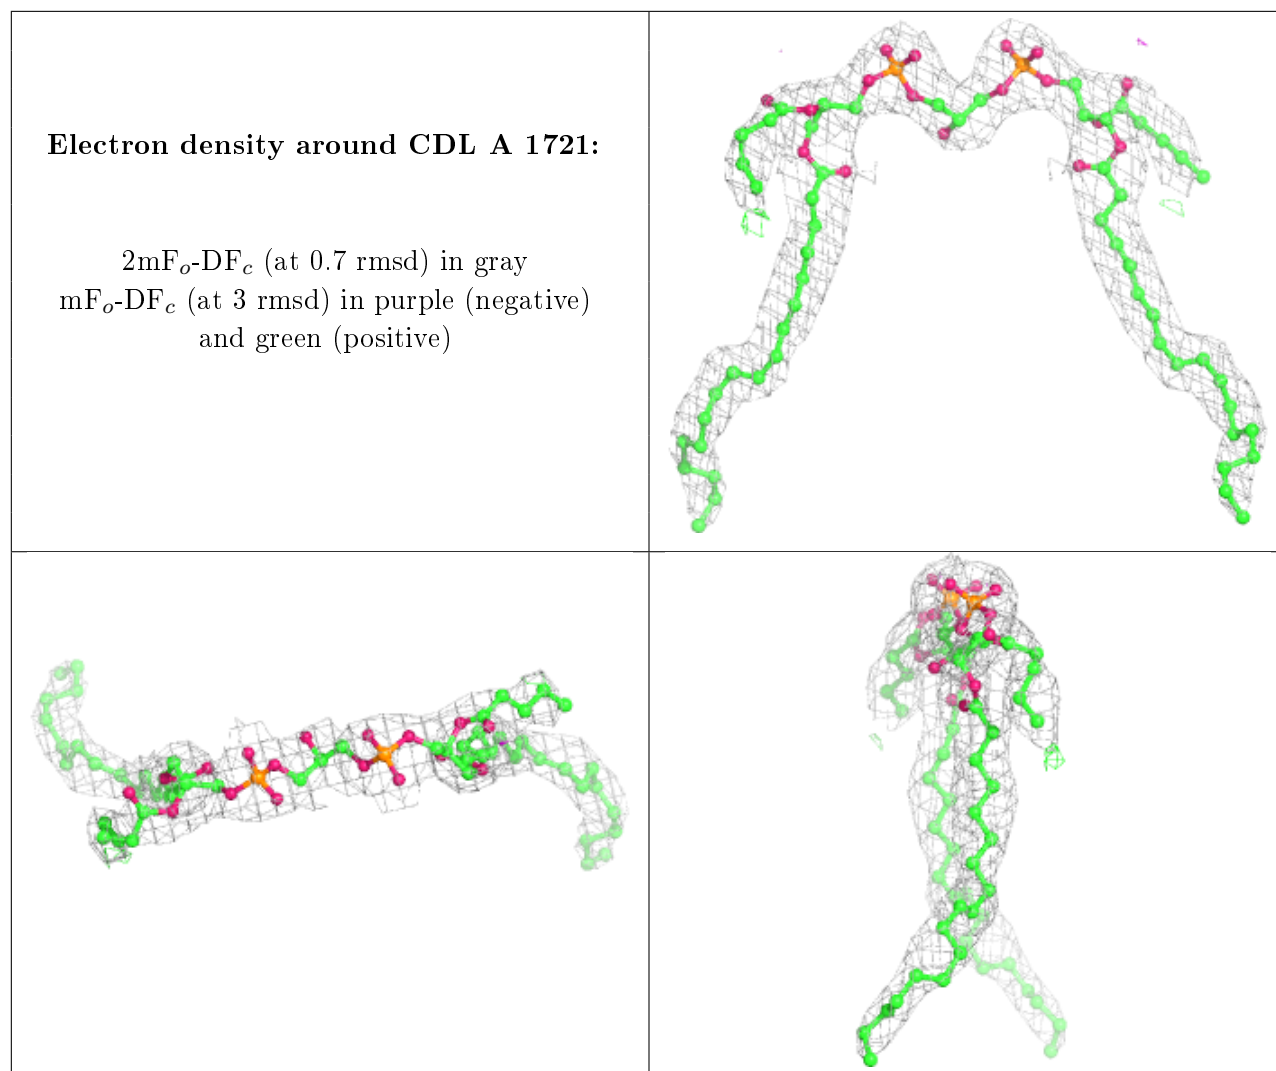 Electron density around CDL A 1721:
2mFo-DFc (at 0.7 rmsd) in gray
mFo-DFc (at 3 rmsd) in purple (negative)
and green (positive)